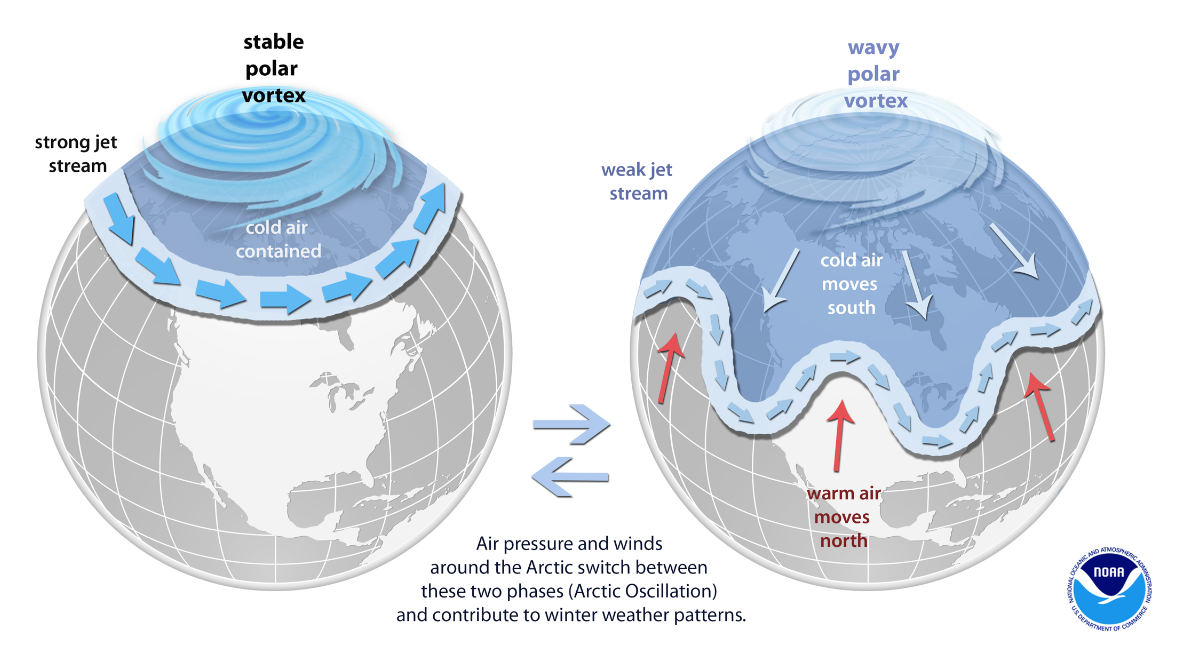 stable
polar
vortex
strong jet
stream
cold air
contained
wavy
polar
vortex
weak jet
stream
cold air
moves
south
warm air
moves
north
Air pressure and winds
around the Arctic switch between
these two phases (Arctic Oscillation)
and contribute to winter weather patterns.
NATIONAL OCEANIC AND ATMOSPHERIC ADMINISTRATION
NOAA
U.S. DEPARTMENT OF COMMERCE